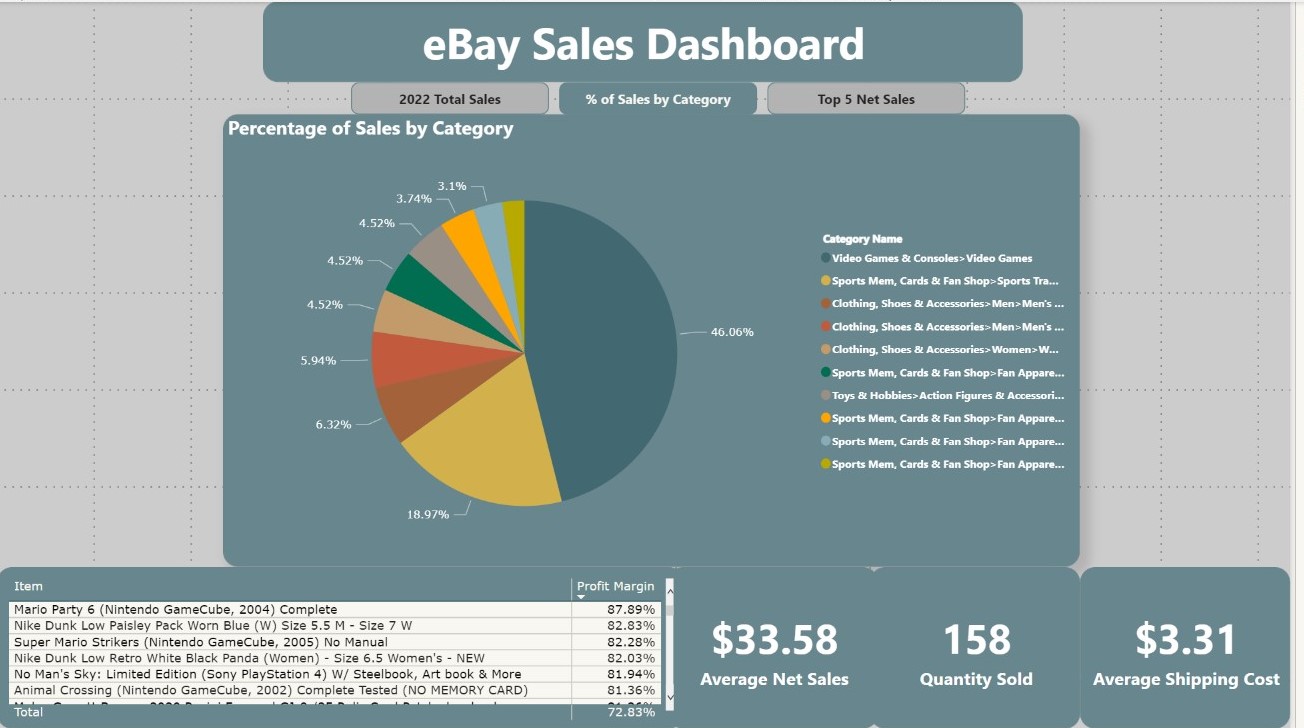 eBay Sales Dashboard
2022 Total Sales
% of Sales by Category
Top 5 Net Sales
Percentage of Sales by Category
3.1%
3.74%
4.52%
4.52%
4.52%
5.94%
6.32%
18.97%
46.06%
Category Name
Video Games & Consoles>Video Games
Sports Mem, Cards & Fan Shop>Sports Tra...
Clothing, Shoes & Accessories>Men>Men's ...
Clothing, Shoes & Accessories>Men>Men's ...
Clothing, Shoes & Accessories>Women>W...
Sports Mem, Cards & Fan Shop>Fan Appare...
Toys & Hobbies>Action Figures & Accessori...
Sports Mem, Cards & Fan Shop>Fan Appare...
Sports Mem, Cards & Fan Shop>Fan Appare...
Sports Mem, Cards & Fan Shop>Fan Appare...
Item Profit Margin
Mario Party 6 (Nintendo GameCube, 2004) Complete 87.89%
Nike Dunk Low Paisley Pack Worn Blue (W) Size 5.5 M - Size 7 W 82.83%
Super Mario Strikers (Nintendo GameCube, 2005) No Manual 82.28%
Nike Dunk Low Retro White Black Panda (Women) - Size 6.5 Women's - NEW 82.03%
No Man's Sky: Limited Edition (Sony PlayStation 4) W/ Steelbook, Art book & More 81.94%
Animal Crossing (Nintendo GameCube, 2002) Complete Tested (NO MEMORY CARD) 81.36%
Total 72.83%
$33.58
Average Net Sales
158
Quantity Sold
$3.31
Average Shipping Cost